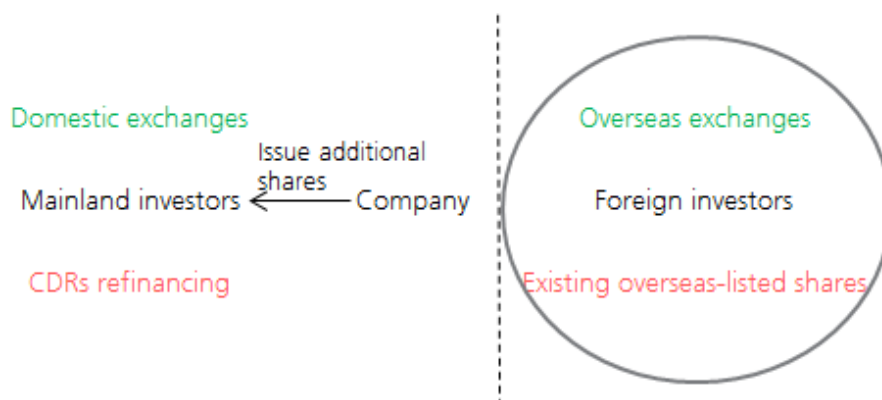 Domestic exchanges
Overseas exchanges
Issue additional
shares
Mainland investors
Company
Foreign investors
CDRs refinancing
Existing overseas-listed shares